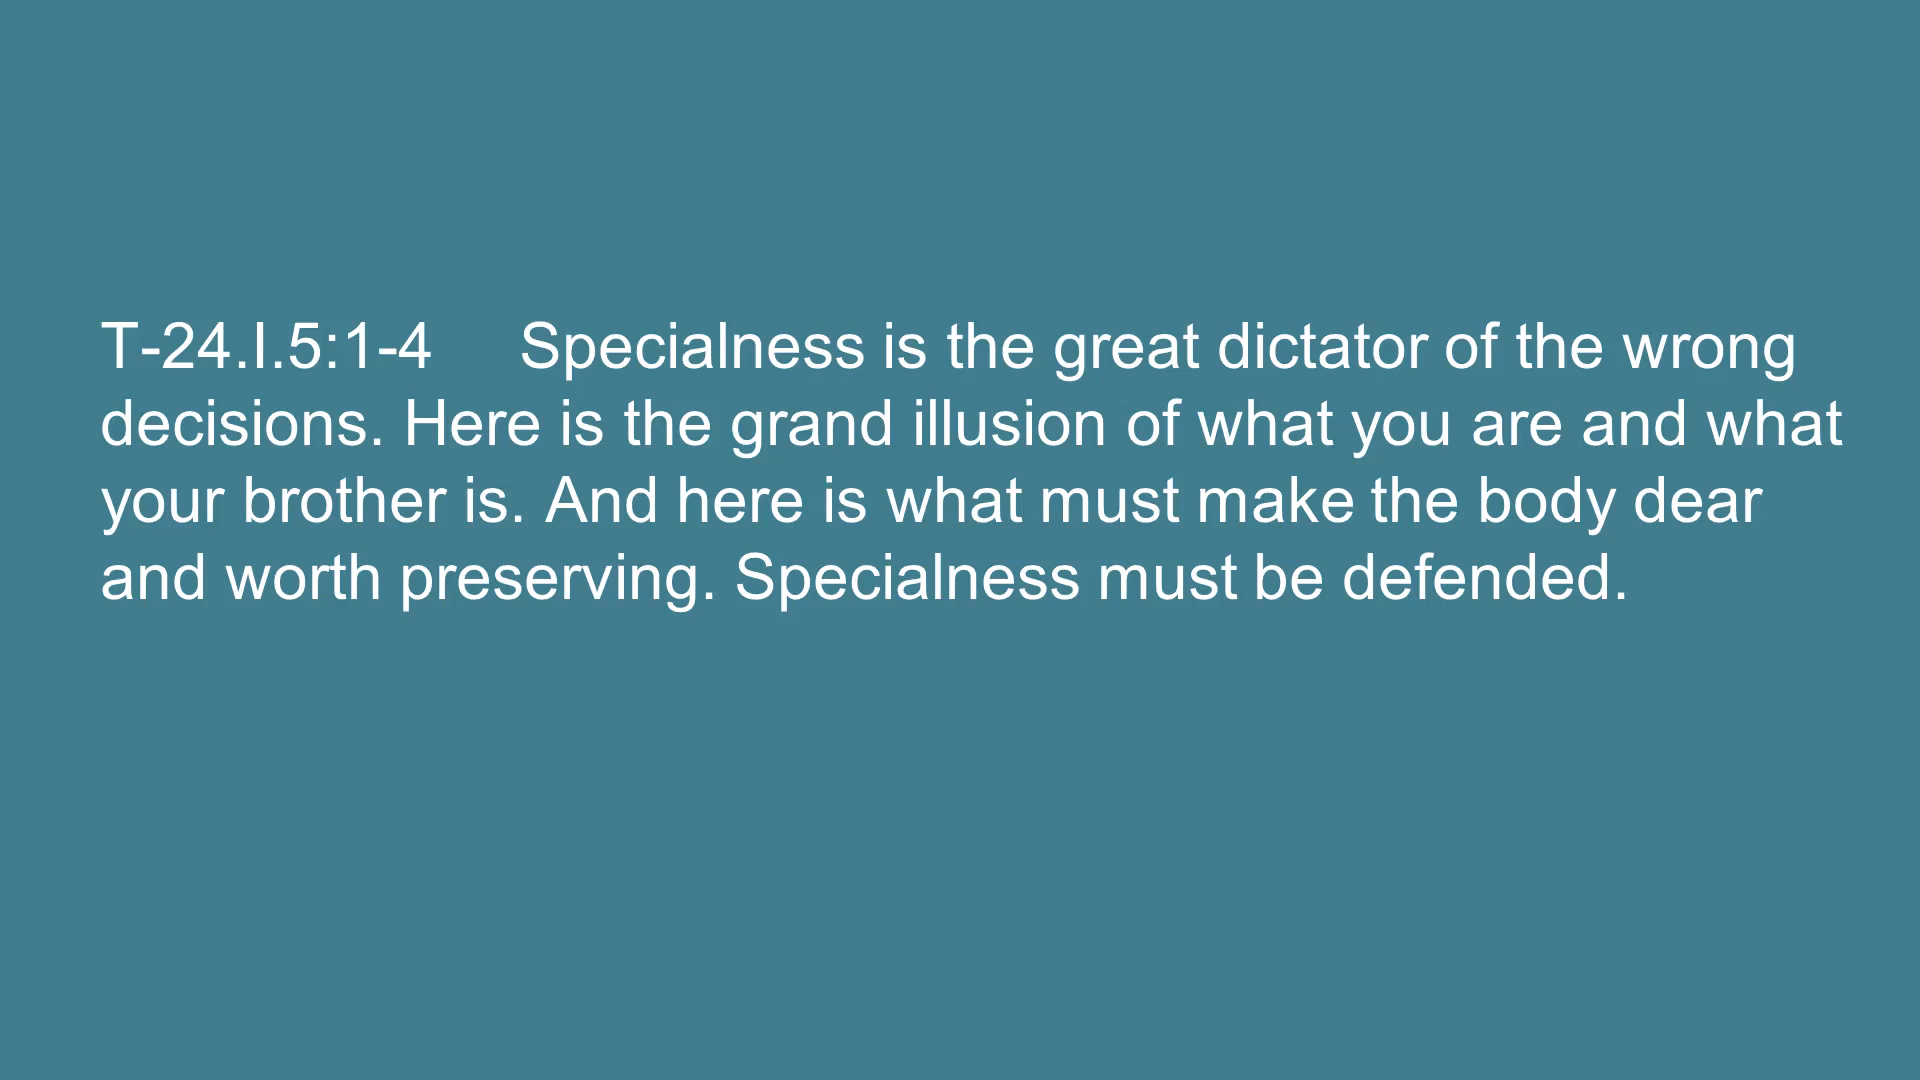 T-24.I.5:1-4     Specialness is the great dictator of the wrong
decisions. Here is the grand illusion of what you are and what
your brother is. And here is what must make the body dear
and worth preserving. Specialness must be defended.